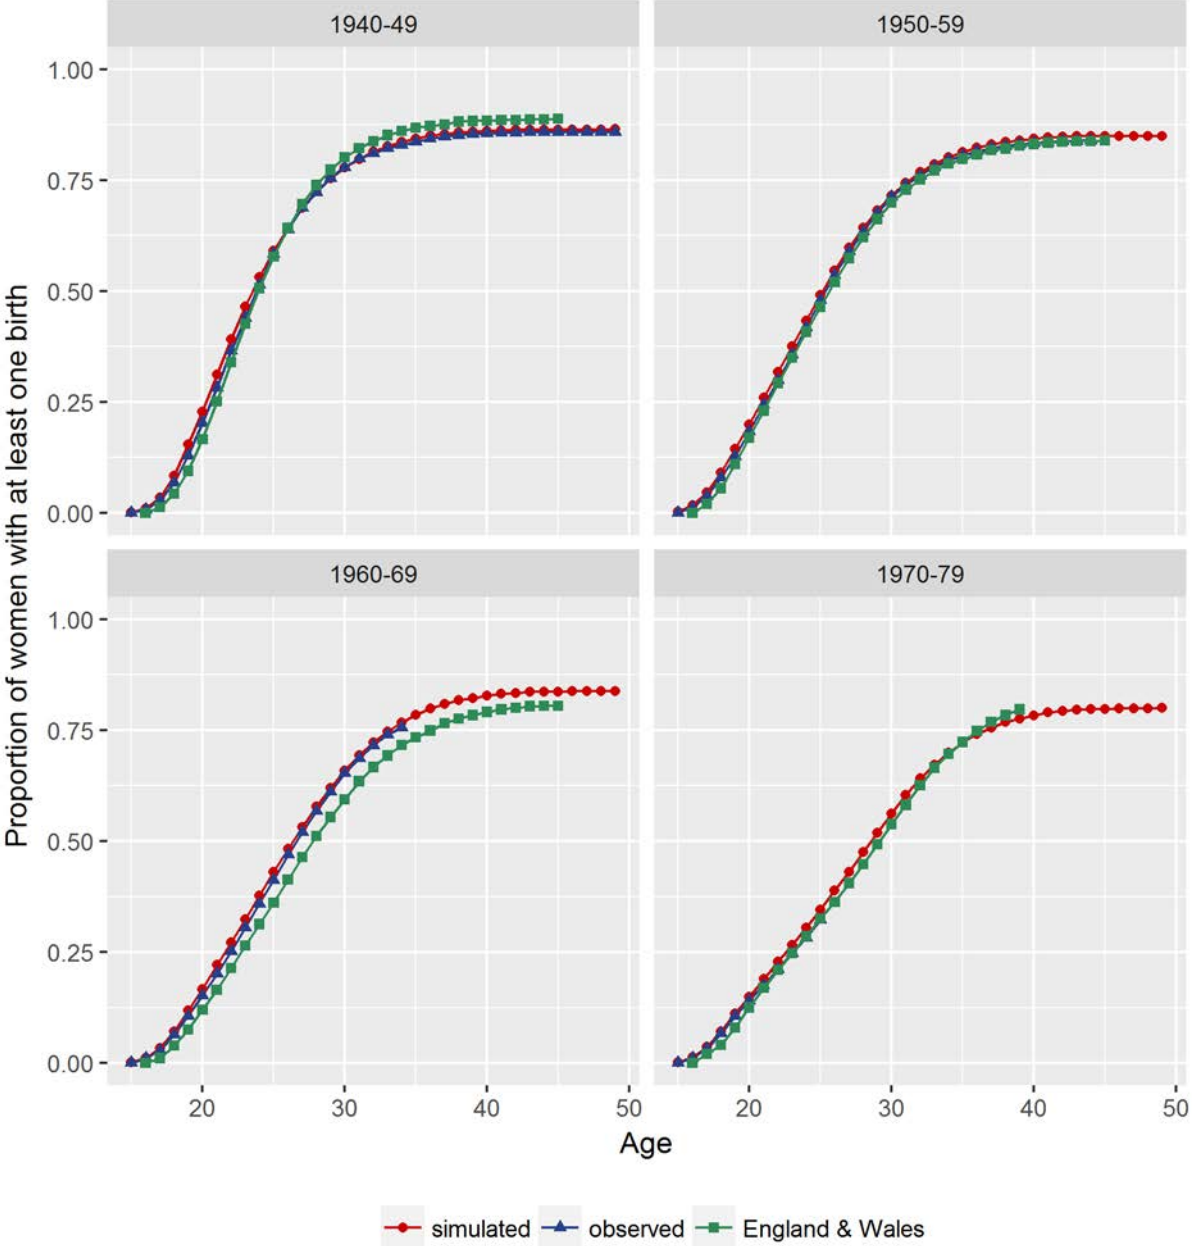 1940-49
1950-59
1.00
0.75
0.50
0.25
0.00
1960-69
1970-79
1.00
0.75
0.50
0.25
0.00
20 30 40 50
20 30 40 50
Age
Proportion of women with at least one birth
simulated observed England & Wales